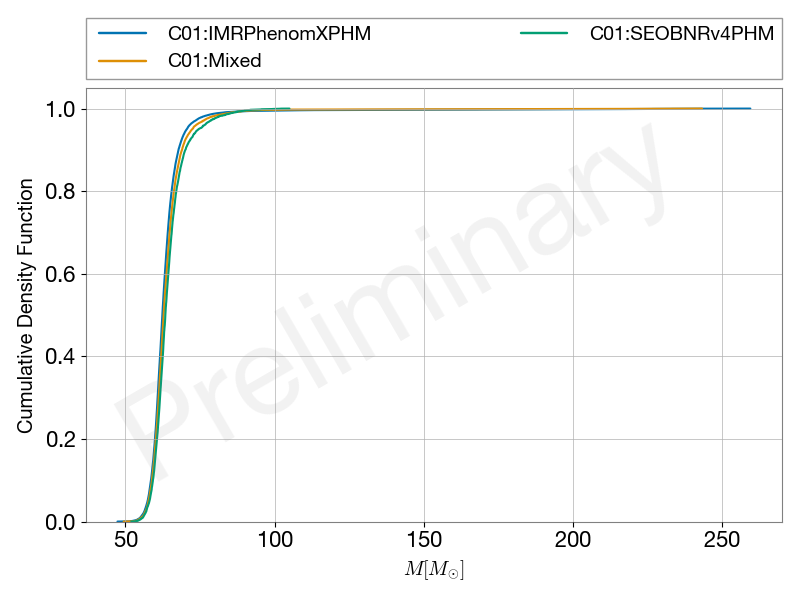 C01:IMRPhenomXPHM
C01:Mixed
C01:SEOBNRv4PHM
1.0
0.8
0.6
0.4
0.2
0.0
Cumulative Density Function
Preliminary
50
100
150
200
250
M[M⊙]